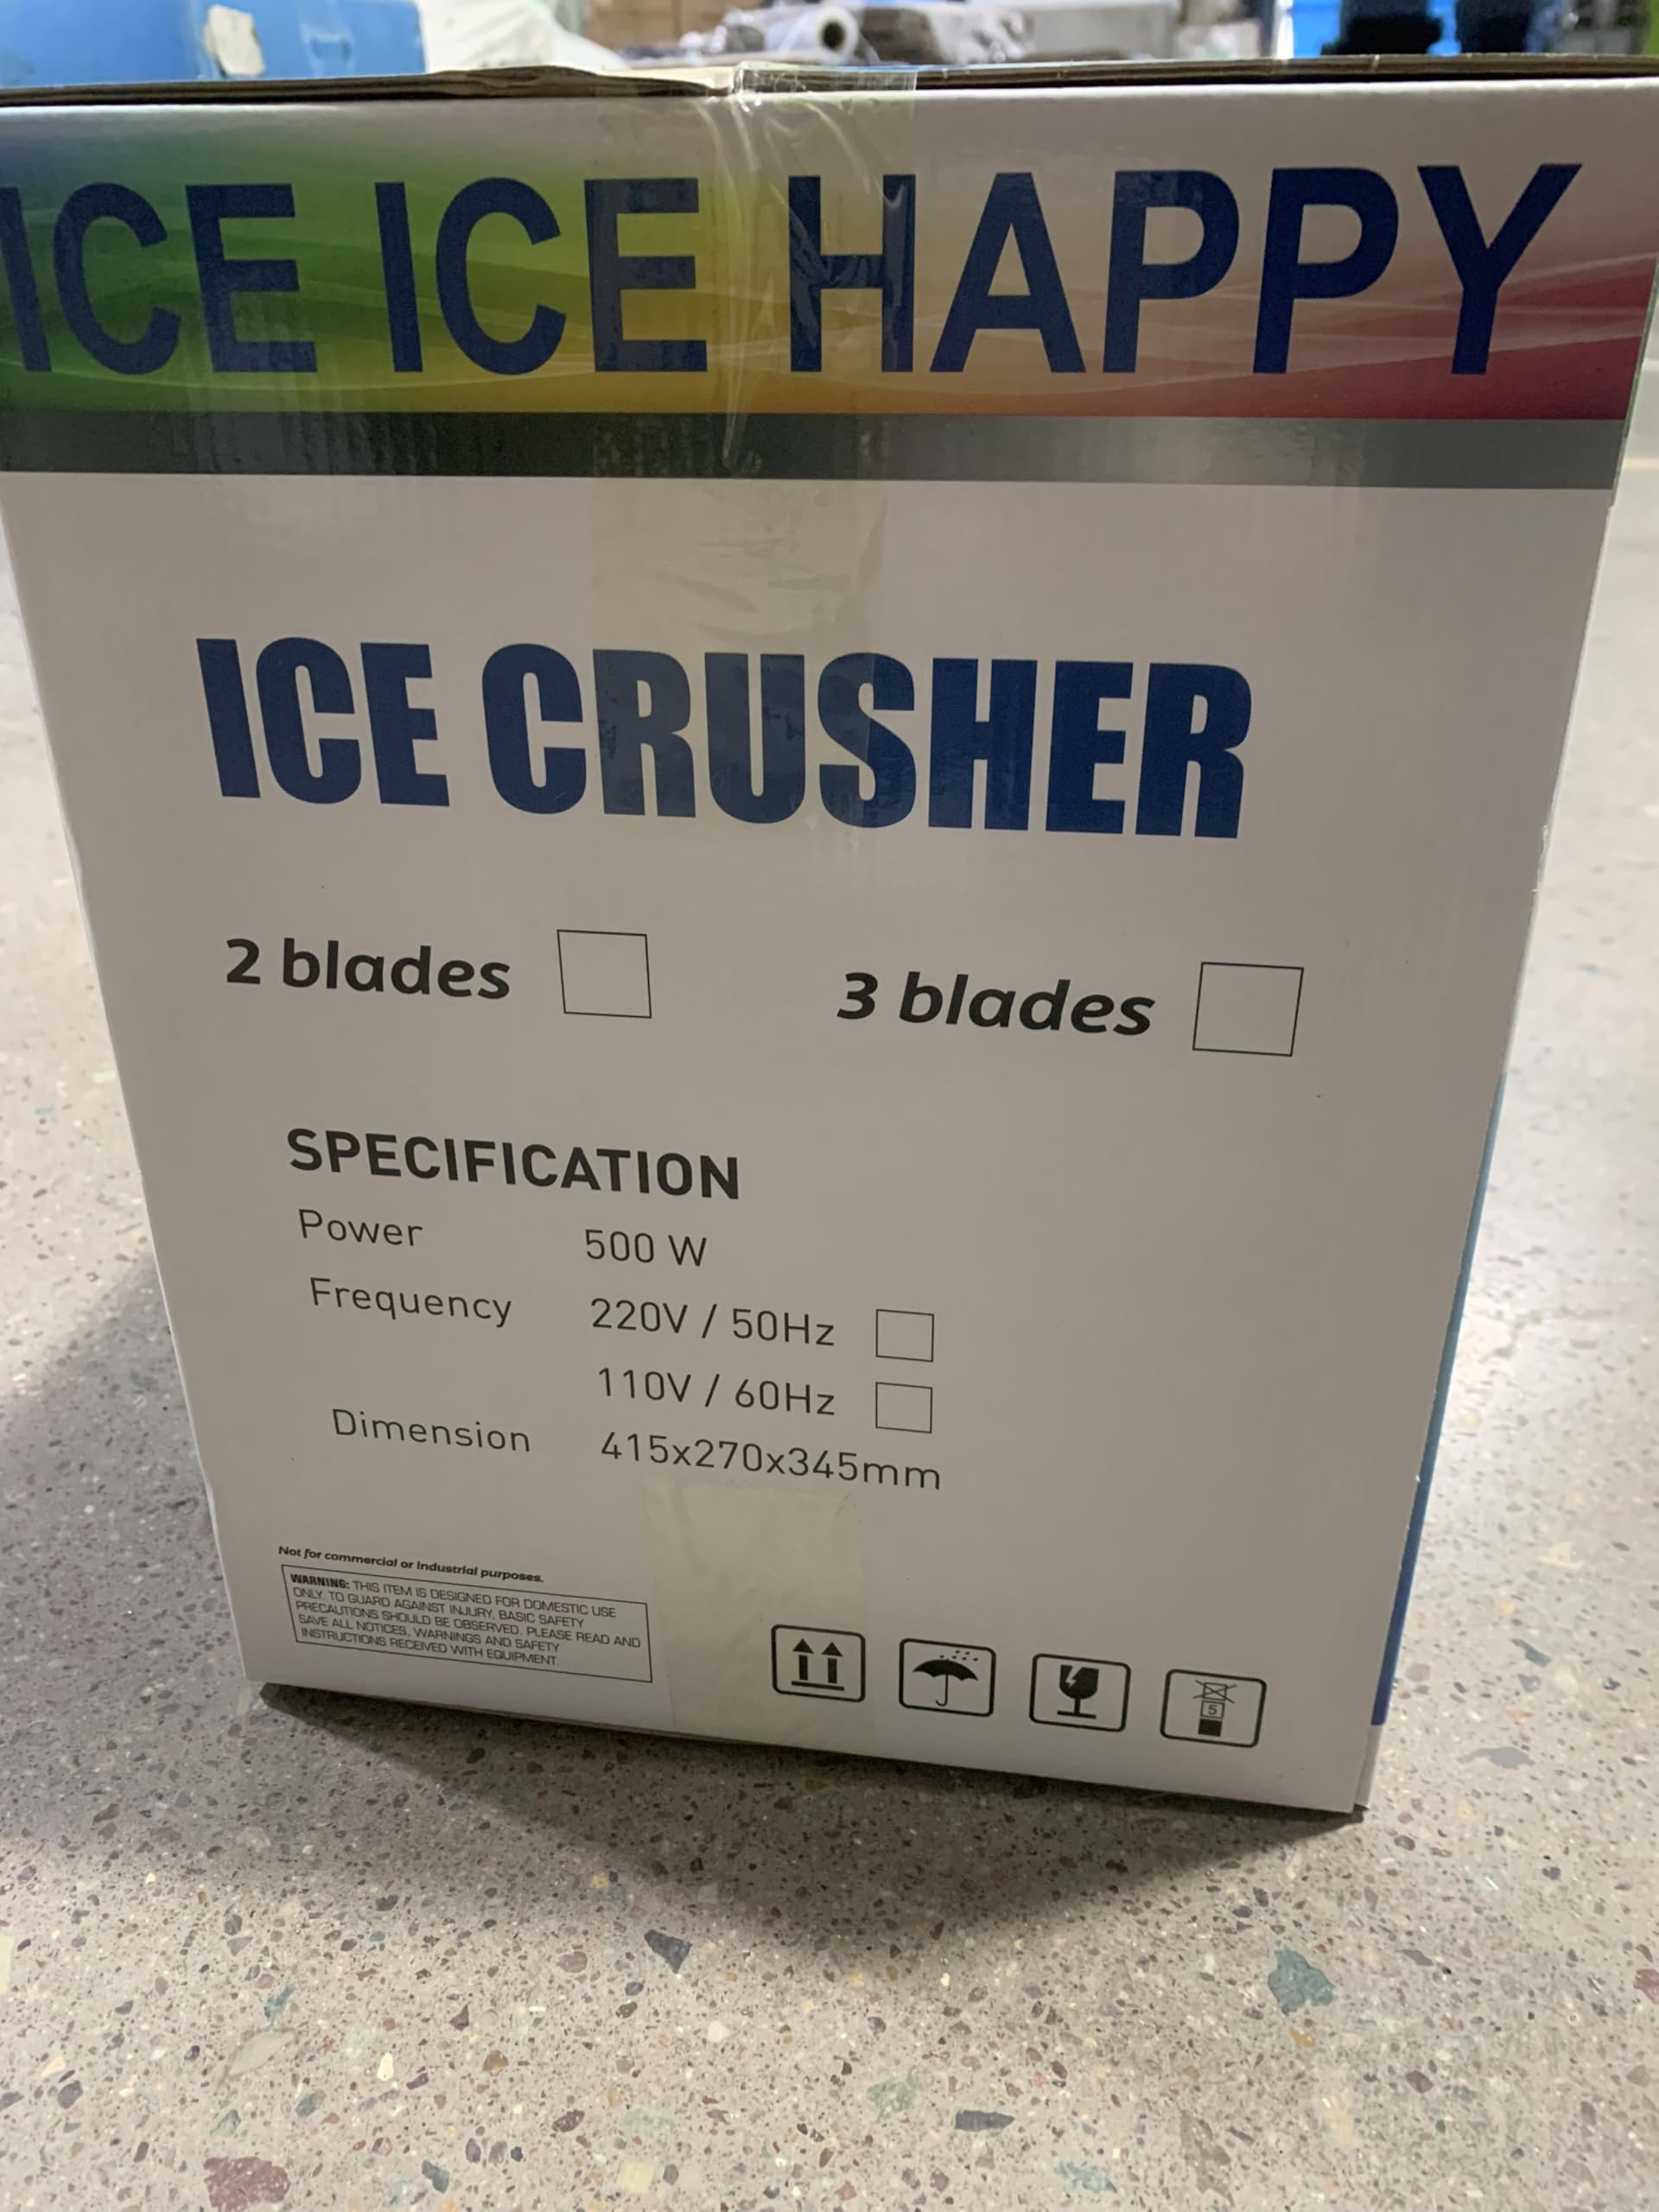 ICE ICE HAPPY
ICE CRUSHER
2 blades 3 blades
SPECIFICATION
Power 500 W
Frequency 220V / 50Hz
110V / 60Hz
Dimension 415x270x345mm
Not for commercial or Industrial purposes.
WARNING: THIS ITEM IS DESIGNED FOR DOMESTIC USE
ONLY. TO GUARD AGAINST INJURY, BASIC SAFETY
PRECAUTIONS SHOULD BE OBSERVED. PLEASE READ AND
SAVE ALL NOTICES, WARNINGS AND SAFETY
INSTRUCTIONS RECEIVED WITH EQUIPMENT.
5